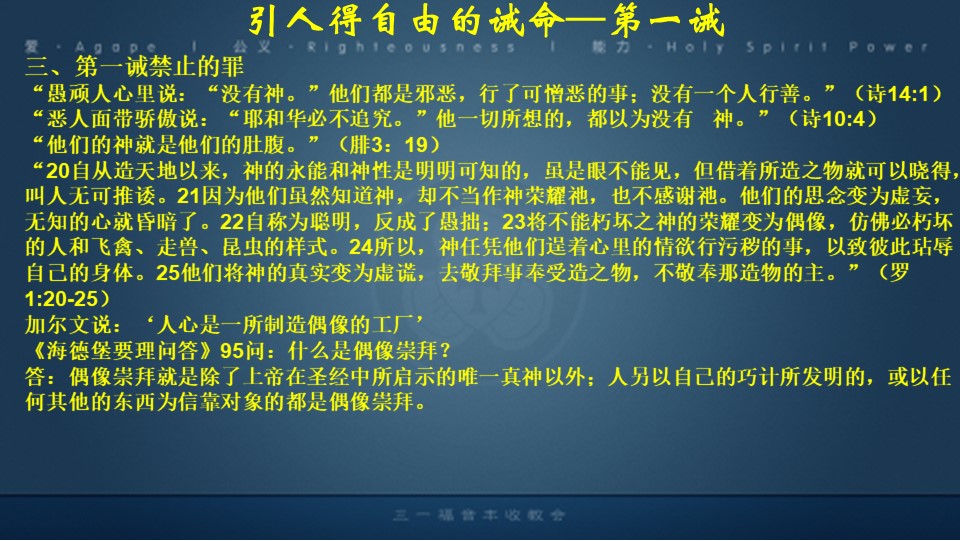 引人得自由的诫命—第一诫
爱·Agape | 公义·Righteousness | 能力·Holy Spirit Power
三、第一诫禁止的罪
“愚顽人心里说：“没有神。”他们都是邪恶，行了可憎恶的事；没有一个人行善。”（诗14:1）
“恶人面带骄傲说：“耶和华必不追究。”他一切所想的，都以为没有　神。”（诗10:4）
“他们的神就是他们的肚腹。”（腓3：19）
“20自从造天地以来，神的永能和神性是明明可知的，虽是眼不能见，但借着所造之物就可以晓得，
叫人无可推诿。21因为他们虽然知道神，却不当作神荣耀祂，也不感谢祂。他们的思念变为虚妄，
无知的心就昏暗了。22自称为聪明，反成了愚拙；23将不能朽坏之神的荣耀变为偶像，仿佛必朽坏
的人和飞禽、走兽、昆虫的样式。24所以，神任凭他们逞着心里的情欲行污秽的事，以致彼此玷辱
自己的身体。25他们将神的真实变为虚谎，去敬拜事奉受造之物，不敬奉那造物的主。”（罗
1:20-25）
加尔文说：‘人心是一所制造偶像的工厂’
《海德堡要理问答》95问：什么是偶像崇拜？
答：偶像崇拜就是除了上帝在圣经中所启示的唯一真神以外；人另以自己的巧计所发明的，或以任
何其他的东西为信靠对象的都是偶像崇拜。
三一福音丰收教会